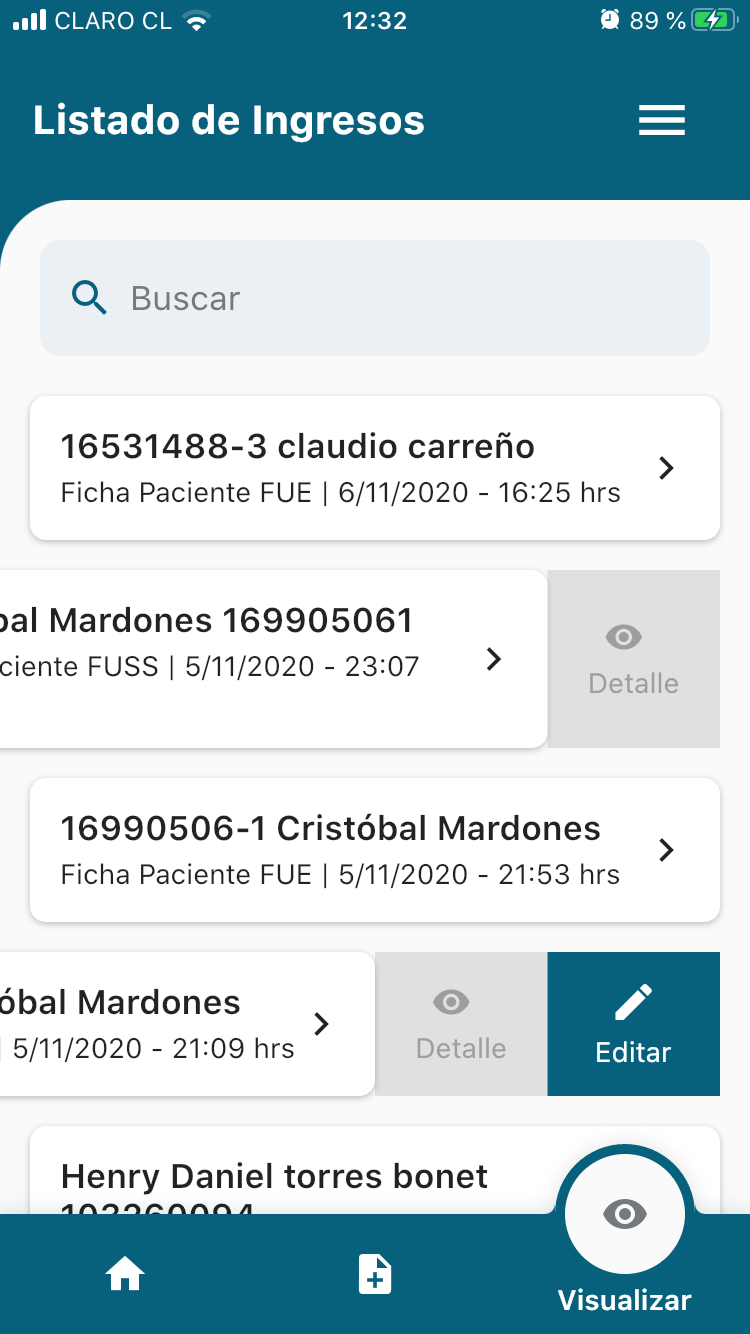 CLARO CL 12:32 89 %
Listado de Ingresos
Buscar
16531488-3 claudio carreño
Ficha Paciente FUE | 6/11/2020 - 16:25 hrs
bal Mardones 169905061
ciente FUSS | 5/11/2020 - 23:07
Detalle
16990506-1 Cristóbal Mardones
Ficha Paciente FUE | 5/11/2020 - 21:53 hrs
óbal Mardones
| 5/11/2020 - 21:09 hrs
Detalle
Editar
Henry Daniel torres bonet
Visualizar